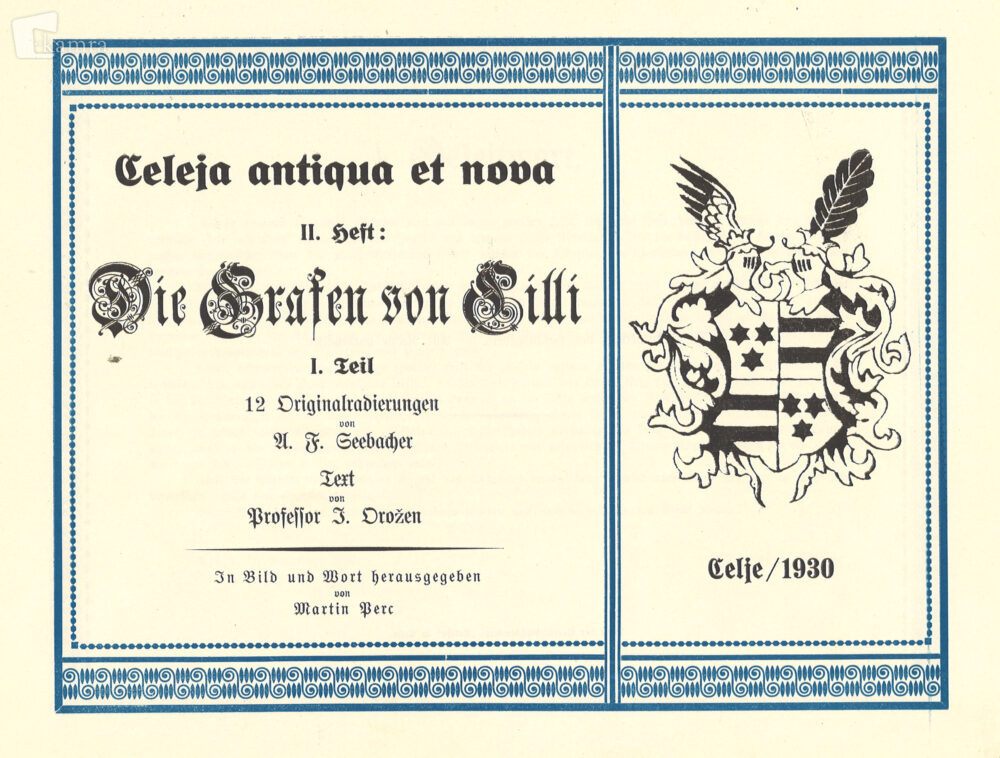 kamra
Celeja antiqua et nova
II. Heft:
Die Grafen von Cilli
I. Teil
12 Originalradierungen
von
A. F. Seebacher
Text
von
Professor I. Orožen
In Bild und Wort herausgegeben
von
Martin Perc
Celje/1930